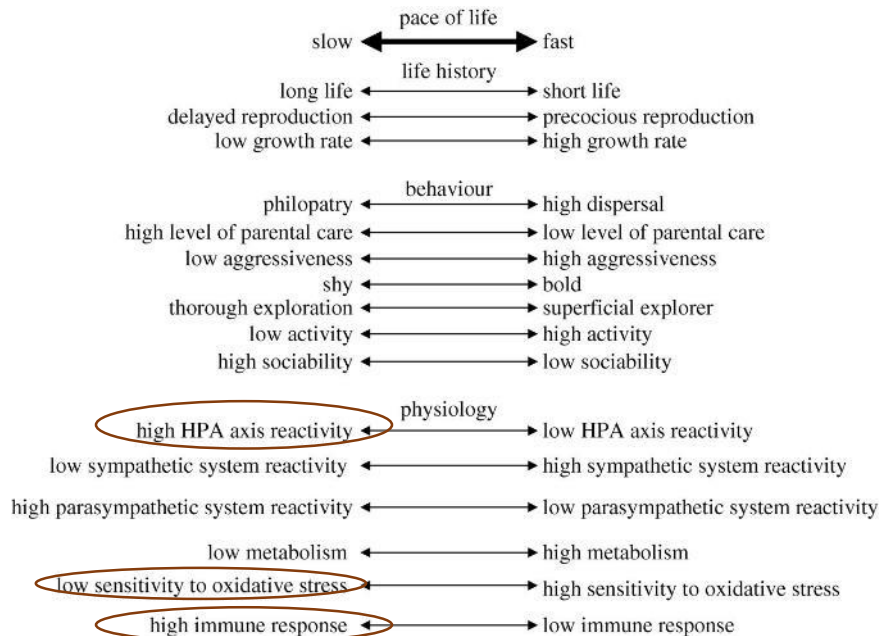 pace of life
slow fast
life history
long life short life
delayed reproduction precocious reproduction
low growth rate high growth rate
behaviour
philopatry high dispersal
high level of parental care low level of parental care
low aggressiveness high aggressiveness
shy bold
thorough exploration superficial explorer
low activity high activity
high sociability low sociability
physiology
high HPA axis reactivity low HPA axis reactivity
low sympathetic system reactivity high sympathetic system reactivity
high parasympathetic system reactivity low parasympathetic system reactivity
low metabolism high metabolism
low sensitivity to oxidative stress high sensitivity to oxidative stress
high immune response low immune response